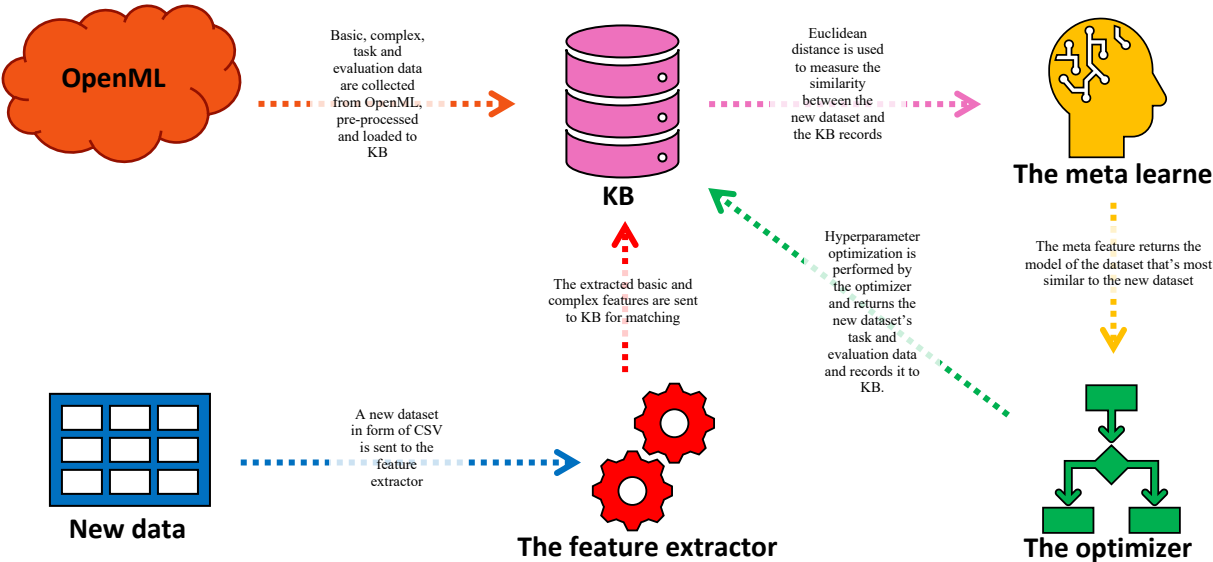 OpenML
Basic, complex,
task and
evaluation data
are collected
from OpenML,
pre-processed
and loaded to
KB
KB
Euclidean
distance is used
to measure the
similarity
between the
new dataset and
the KB records
The meta learne
The meta feature returns the
model of the dataset that's most
similar to the new dataset
Hyperparameter
optimization is
performed by
the optimizer
and returns the
new dataset's
task and
evaluation data
and records it to
KB.
The extracted basic and
complex features are sent
to KB for matching
A new dataset
in form of CSV
is sent to the
feature
extractor
New data
The feature extractor
The optimizer